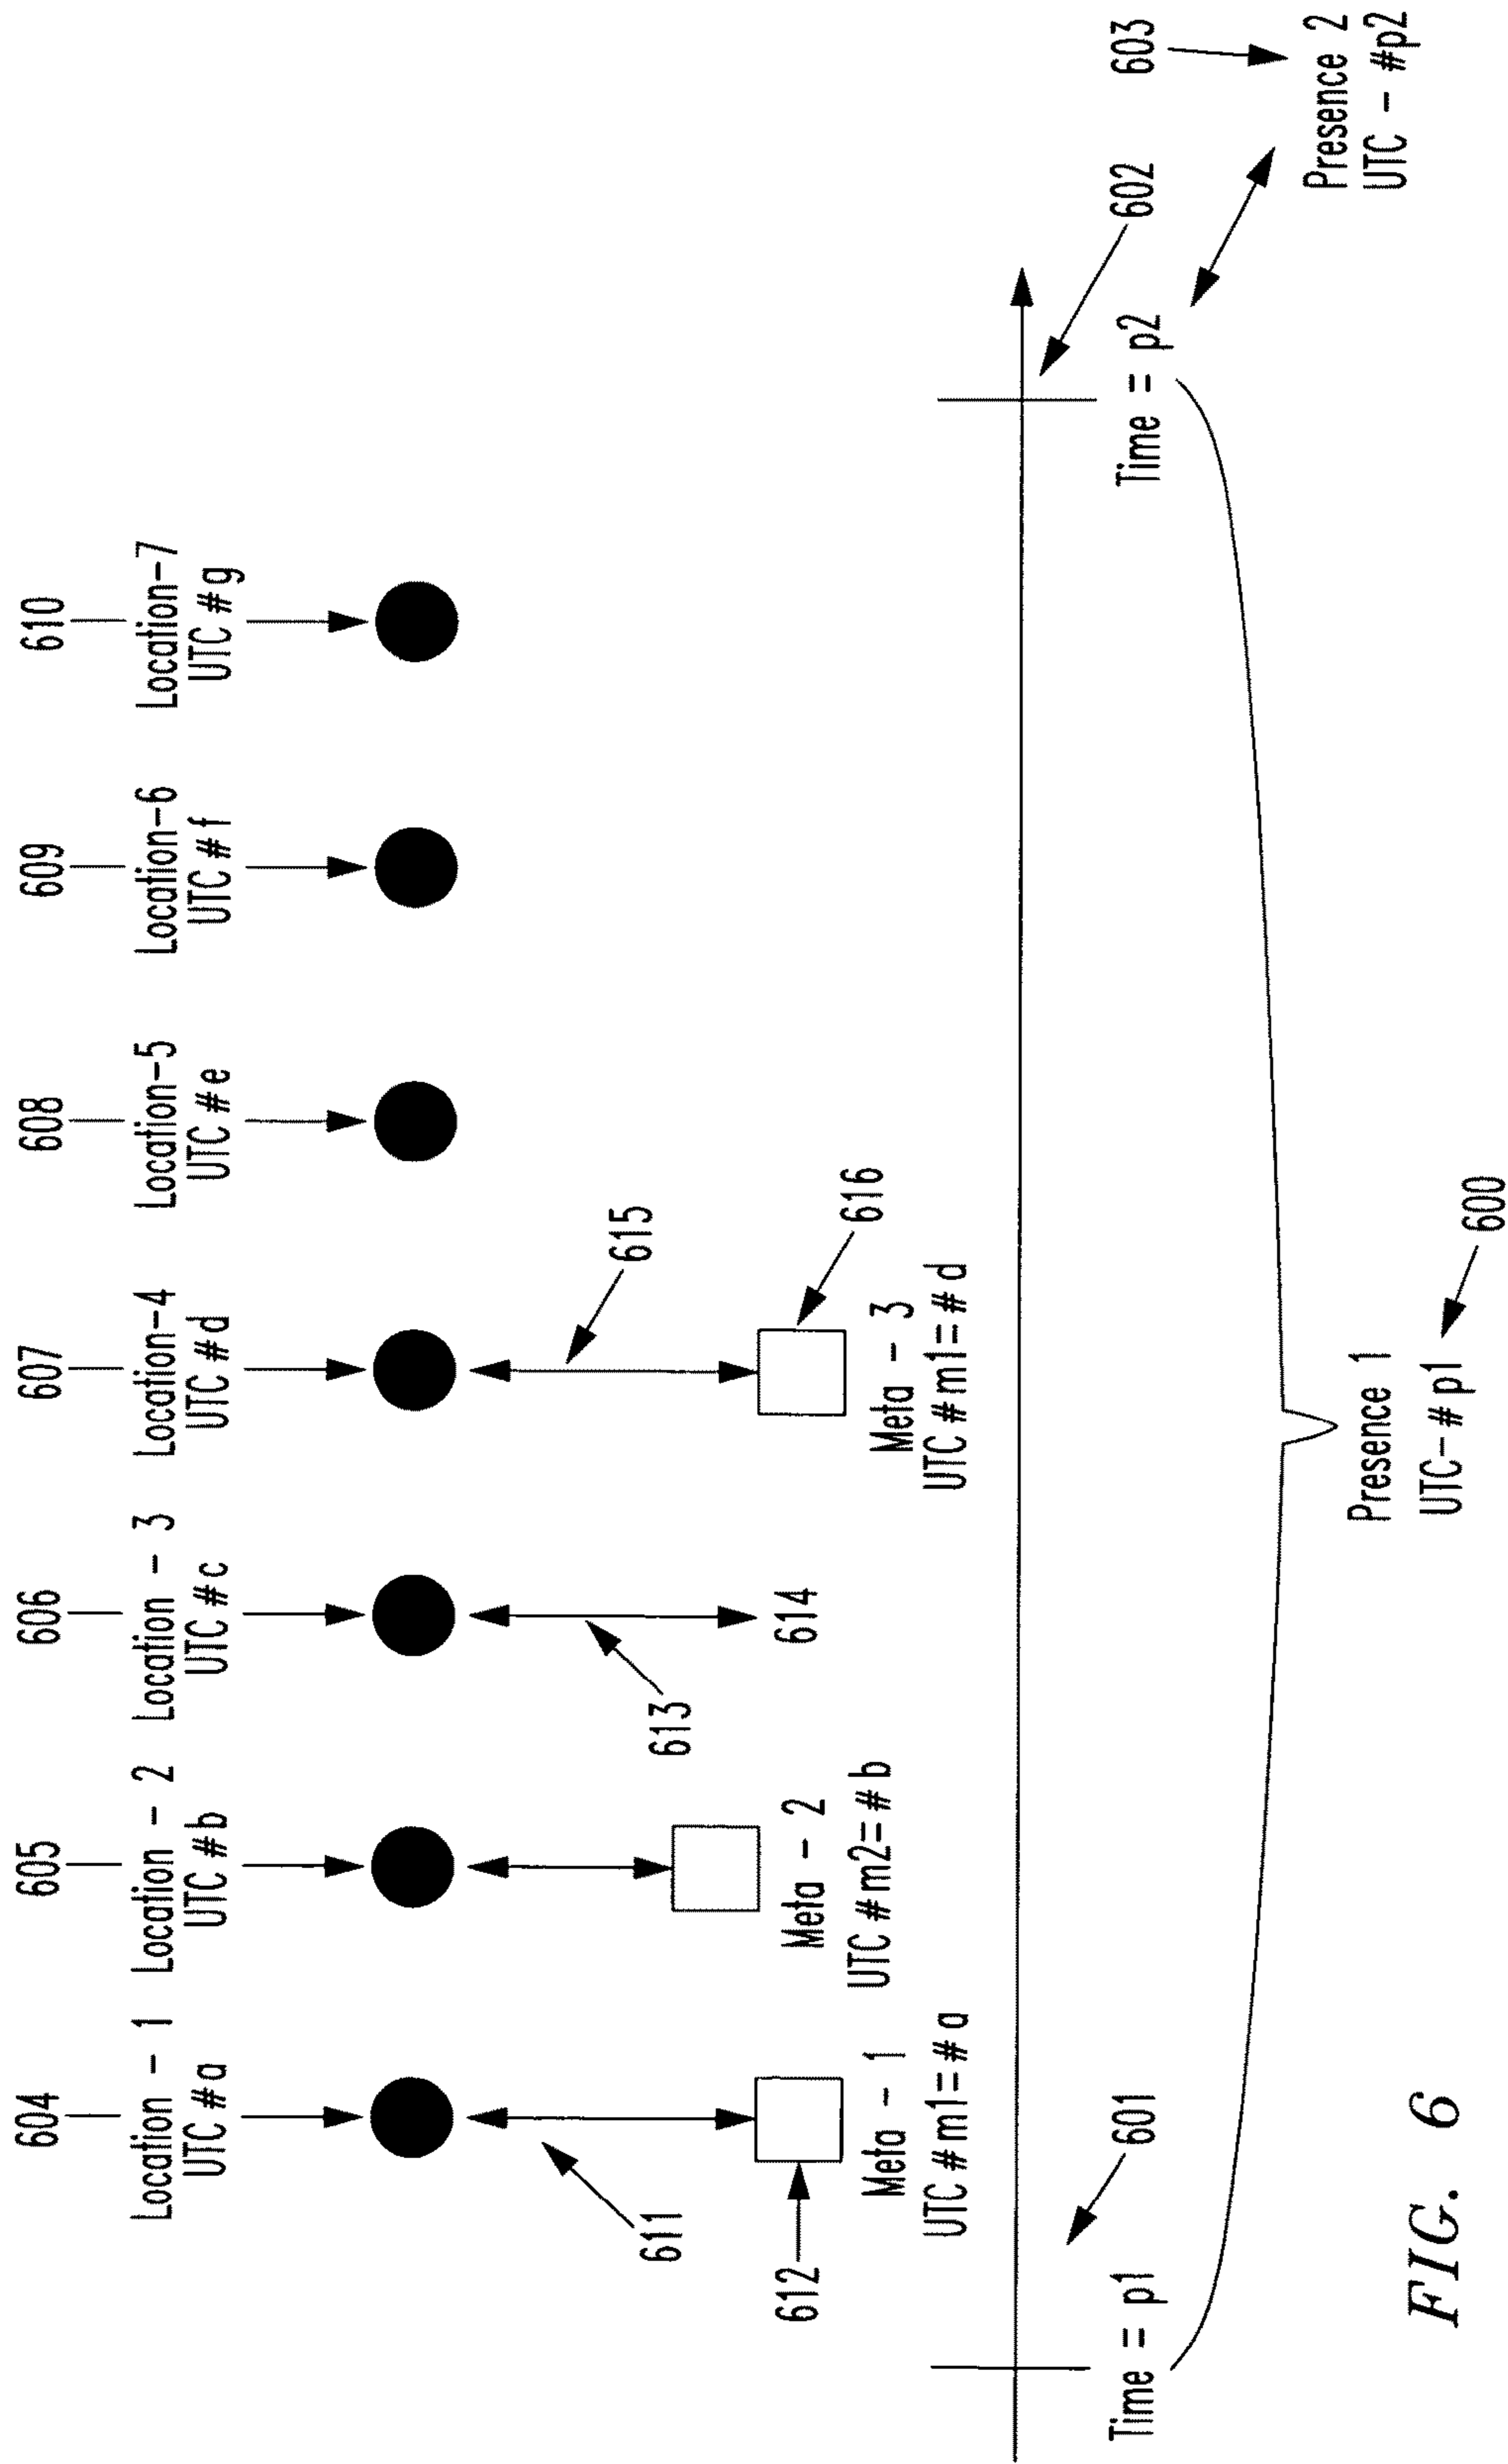 604
605
606
607
608
609
610
Location - 1
UTC #a
Location - 2
UTC #b
Location - 3
UTC #c
Location-4
UTC #d
Location-5
UTC #e
Location-6
UTC #f
Location-7
UTC #g
611
613
615
612
614
616
Meta - 1
UTC #m1=#a
Meta - 2
UTC #m2=#b
Meta - 3
UTC #m1=#d
601
602
603
Time = p1
Time = p2
Presence 2
UTC - #p2
Presence 1
UTC-#p1
600
FIG. 6